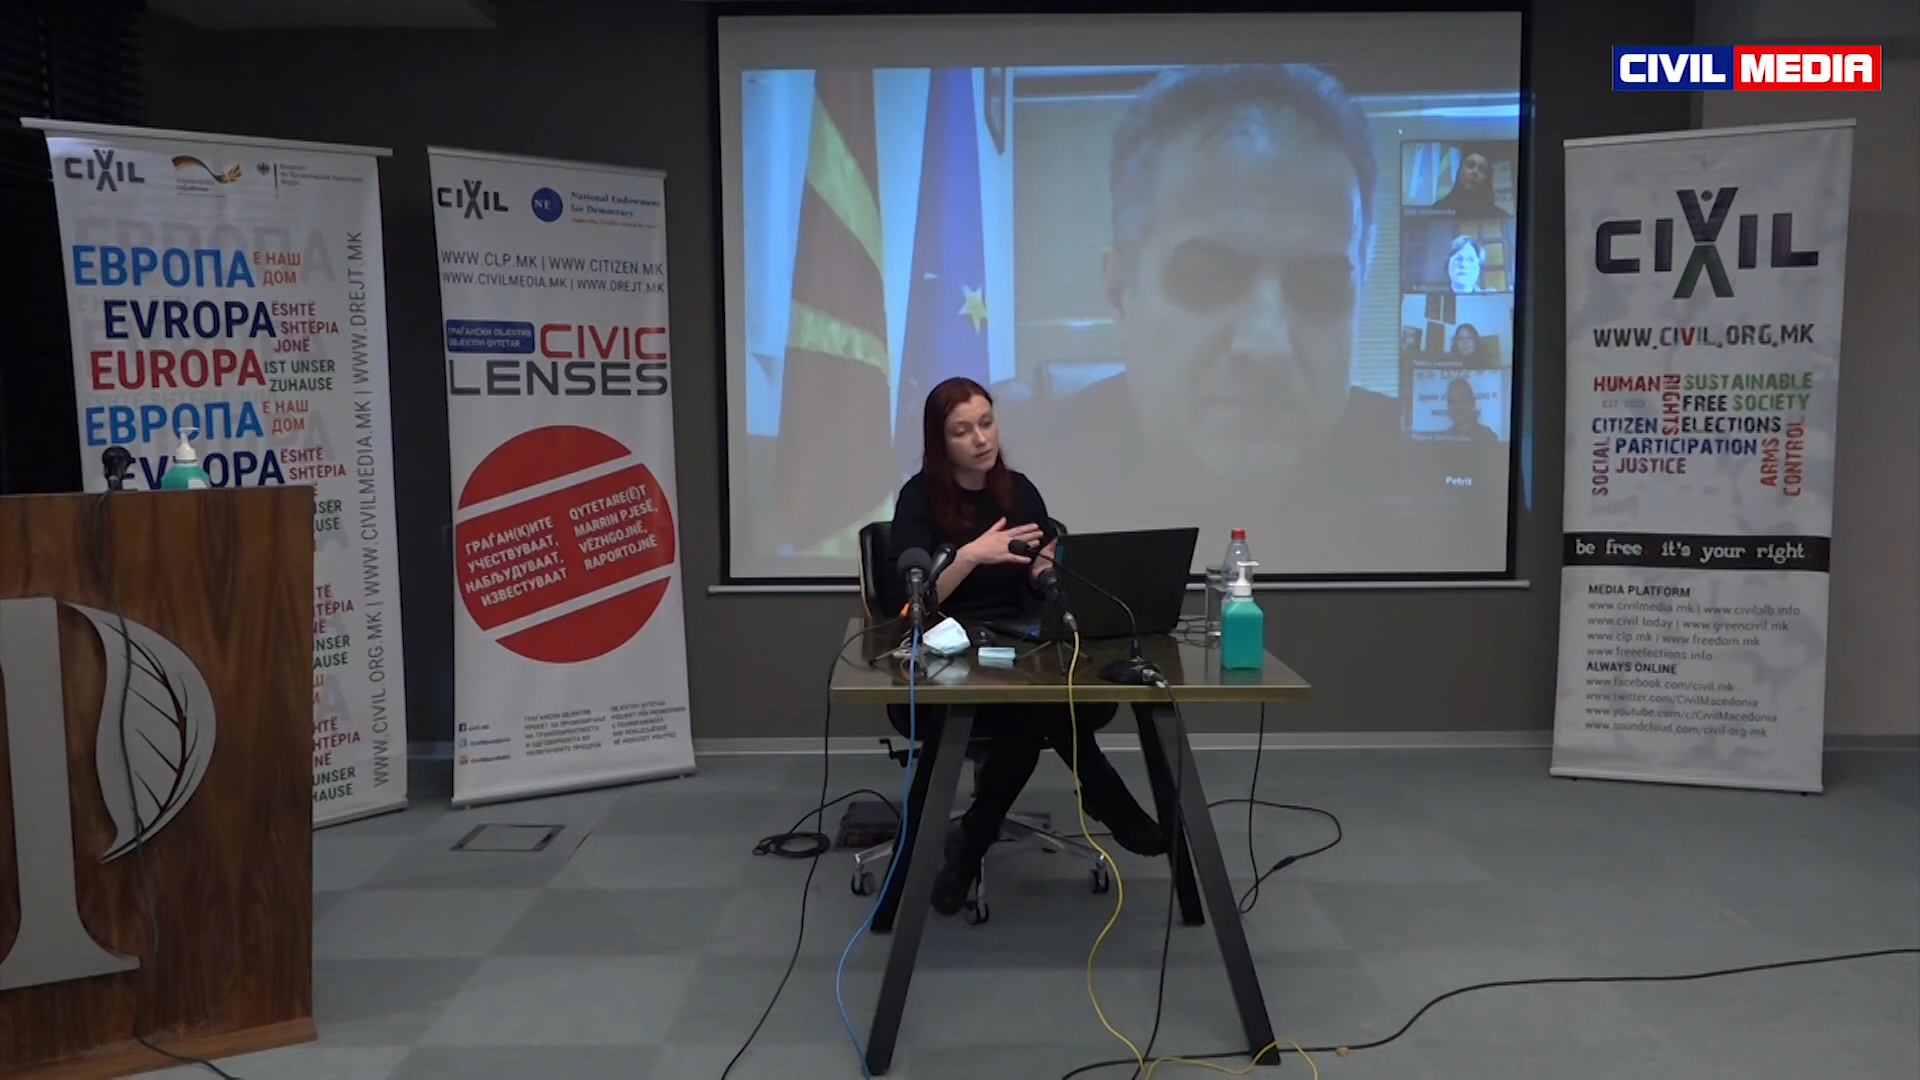 CIVIL MEDIA
CIVIL
ЕВРОПА Е НАШ ДОМ
EVROPA ËSHTË SHTËPIA JONË
EUROPA IST UNSER ZUHAUSE
ЕВРОПА Е НАШ ДОМ
EVROPA ËSHTË SHTËPIA
WWW.CIVIL.ORG.MK | WWW.CIVILMEDIA.MK | WWW.DREJT.MK
CIVIL
National Endowment
for Democracy
WWW.CLP.MK | WWW.CITIZEN.MK
WWW.CIVILMEDIA.MK | WWW.DREJT.MK
ГРАЃАНСКИ ОБЈЕКТИВ
OBJEKTIVI QYTETAR
CIVIC
LENSES
ГРАЃАН(К)ИТЕ
УЧЕСТВУВААТ,
НАБЉУДУВААТ,
ИЗВЕСТУВААТ
QYTETARE(Ë)T
MARRIN PJESË,
VËZHGOJNË,
RAPORTOJNË
Petrit
CIVIL
WWW.CIVIL.ORG.MK
HUMAN RIGHTS
SUSTAINABLE
FREE SOCIETY
CITIZEN ELECTIONS
PARTICIPATION
SOCIAL JUSTICE
ARMS CONTROL
be free. it's your right.
MEDIA PLATFORM
www.civilmedia.mk | www.civilalb.info
www.civil.today | www.greencivil.mk
www.clp.mk | www.freedom.mk
www.freeelections.info
ALWAYS ONLINE
www.facebook.com/civil.mk
www.twitter.com/CivilMacedonia
www.youtube.com/c/CivilMacedonia
www.soundcloud.com/civil-org-mk
P